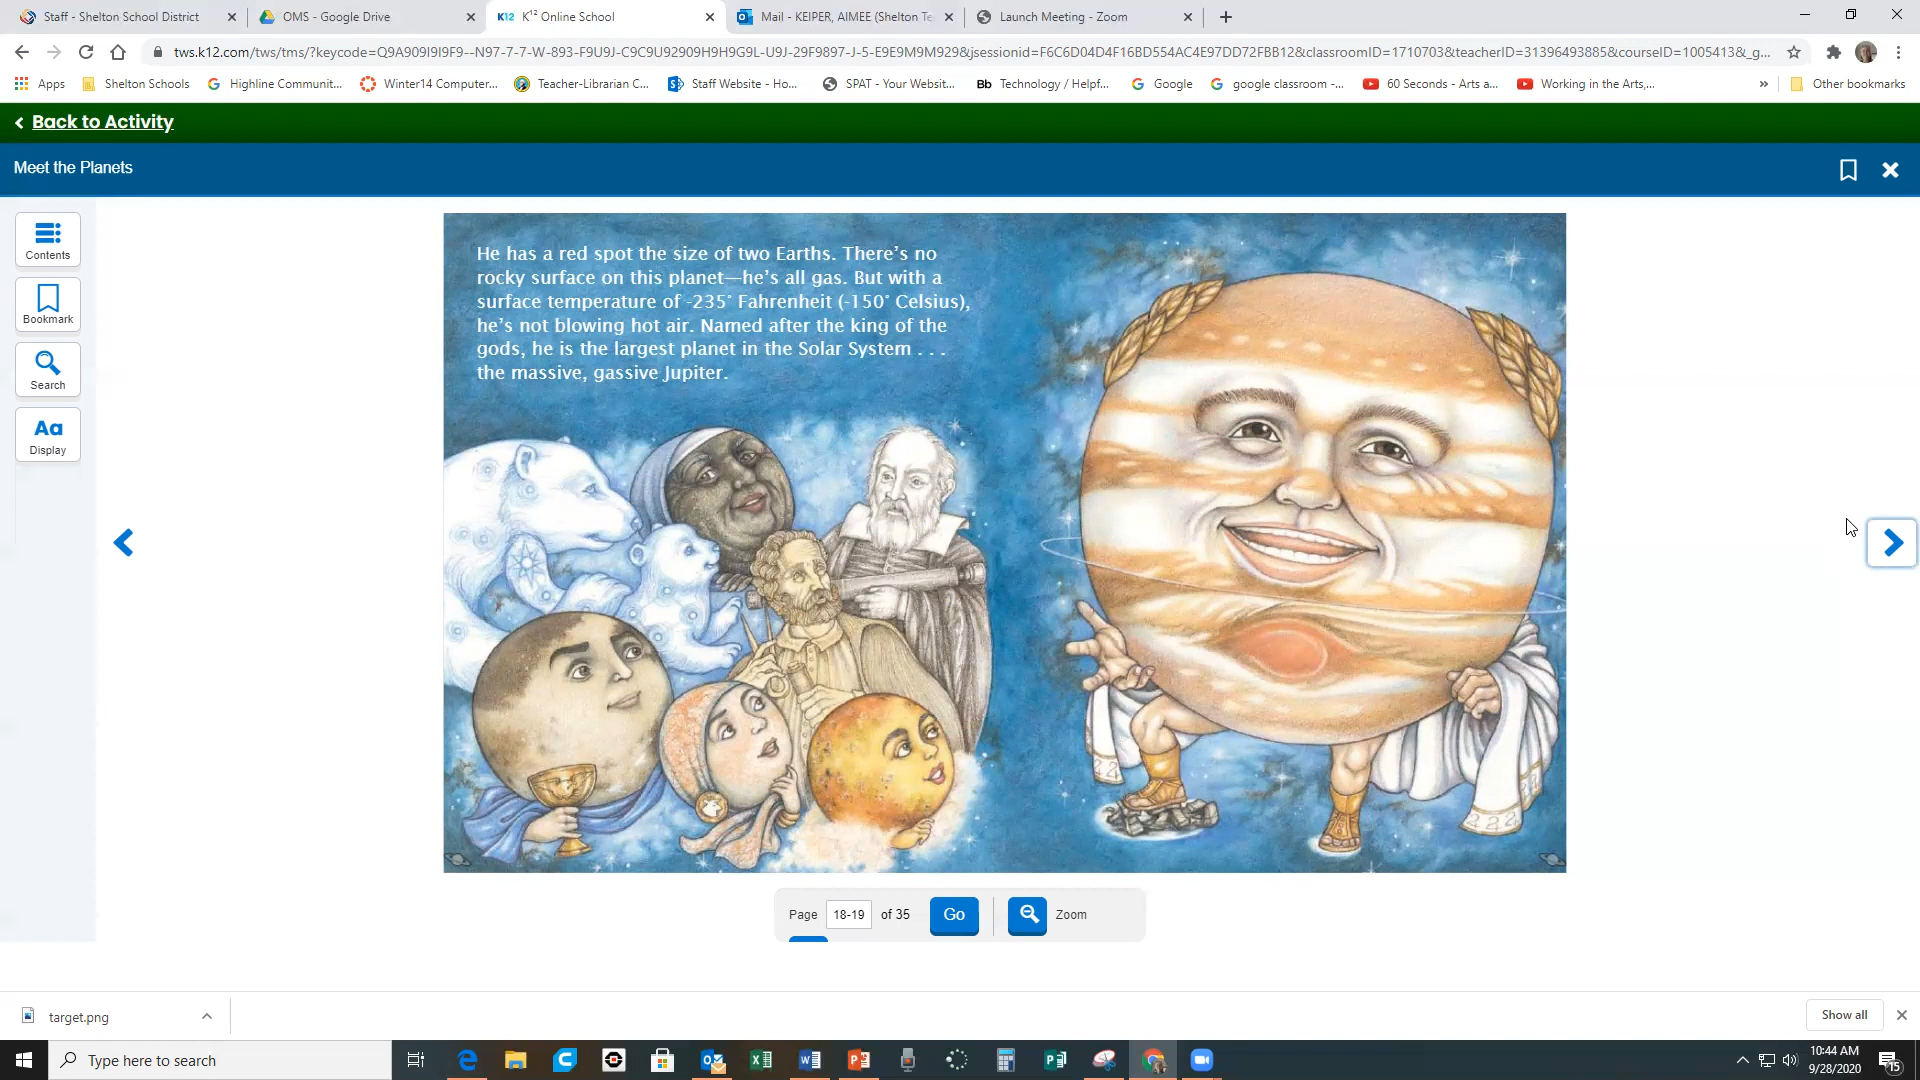 Staff - Shelton School District
OMS - Google Drive
K12 K¹² Online School
Mail - KEIPER, AIMEE (Shelton Te
Launch Meeting - Zoom
tws.k12.com/tws/tms/?keycode=Q9A909I9I9F9--N97-7-7-W-893-F9U9J-C9C9U92909H9H9G9L-U9J-29F9897-J-5-E9E9M9M929&jsessionid=F6C6D04D4F16BD554AC4E97DD72FBB12&classroomID=1710703&teacherID=31396493885&courseID=1005413&_g...
Apps
Shelton Schools
Highline Communit...
Winter14 Computer...
Teacher-Librarian C...
Staff Website - Ho...
SPAT - Your Websit...
Bb Technology / Helpf...
Google
google classroom -...
60 Seconds - Arts a...
Working in the Arts,...
Other bookmarks
Back to Activity
Meet the Planets
Contents
Bookmark
Search
Aa
Display
He has a red spot the size of two Earths. There's no
rocky surface on this planet—he's all gas. But with a
surface temperature of -235° Fahrenheit (-150° Celsius),
he's not blowing hot air. Named after the king of the
gods, he is the largest planet in the Solar System . . .
the massive, gassive Jupiter.
Page 18-19 of 35 Go Zoom
target.png
Show all
Type here to search
10:44 AM
9/28/2020
15